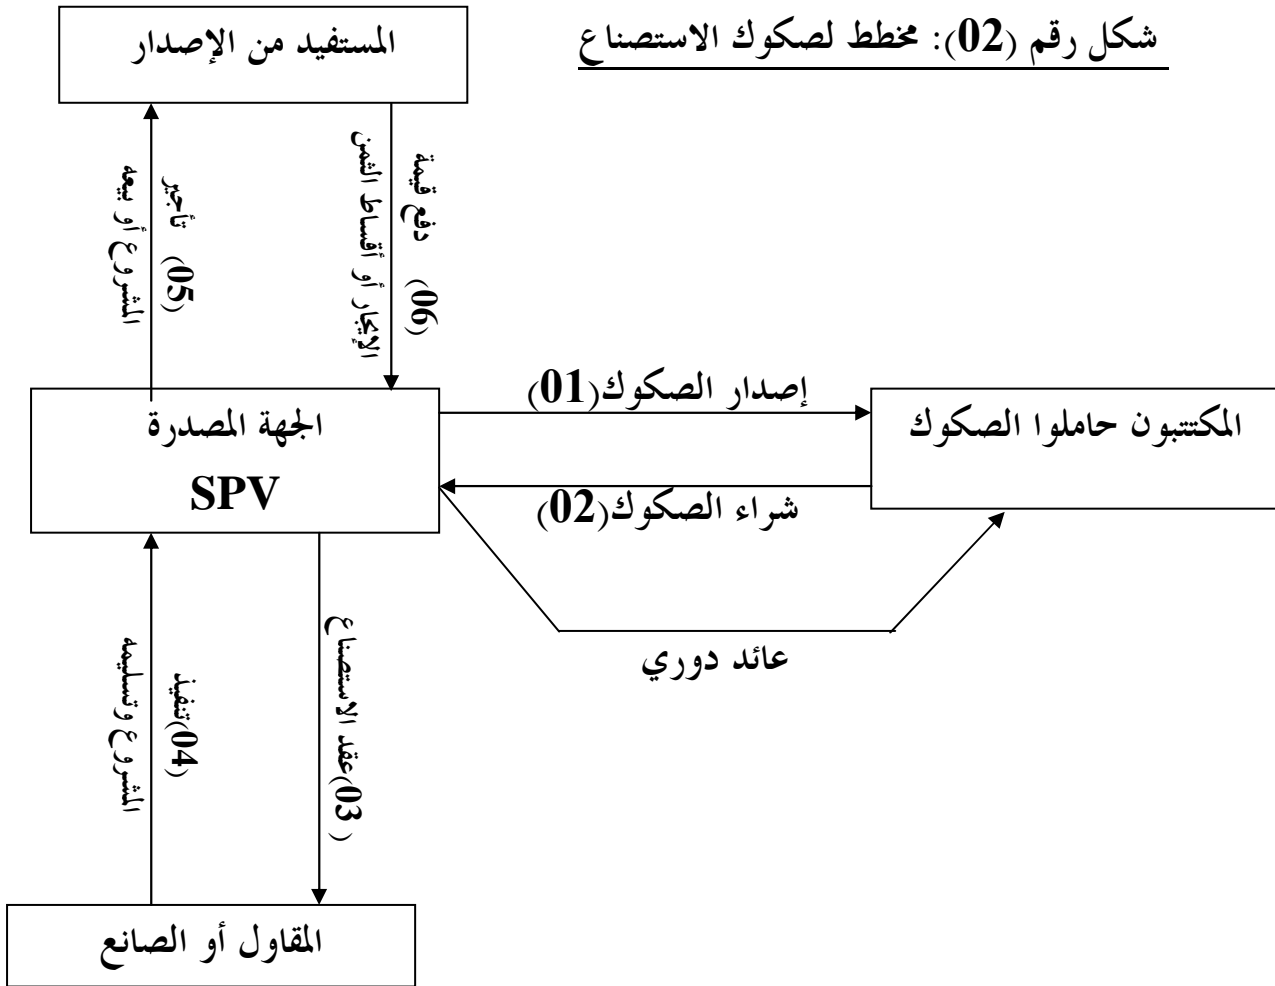 شكل رقم (02): مخطط لصكوك الاستصناع
المستفيد من الإصدار
(05) تأجير
المشروع أو بيعه
(06) دفع قيمة
الإيجار أو أقساط الثمن
الجهة المصدرة
SPV
إصدار الصكوك(01)
شراء الصكوك(02)
المكتتبون حاملوا الصكوك
عائد دوري
(03)عقد الاستصناع
(04)تنفيذ
المشروع وتسليمه
المقاول أو الصانع